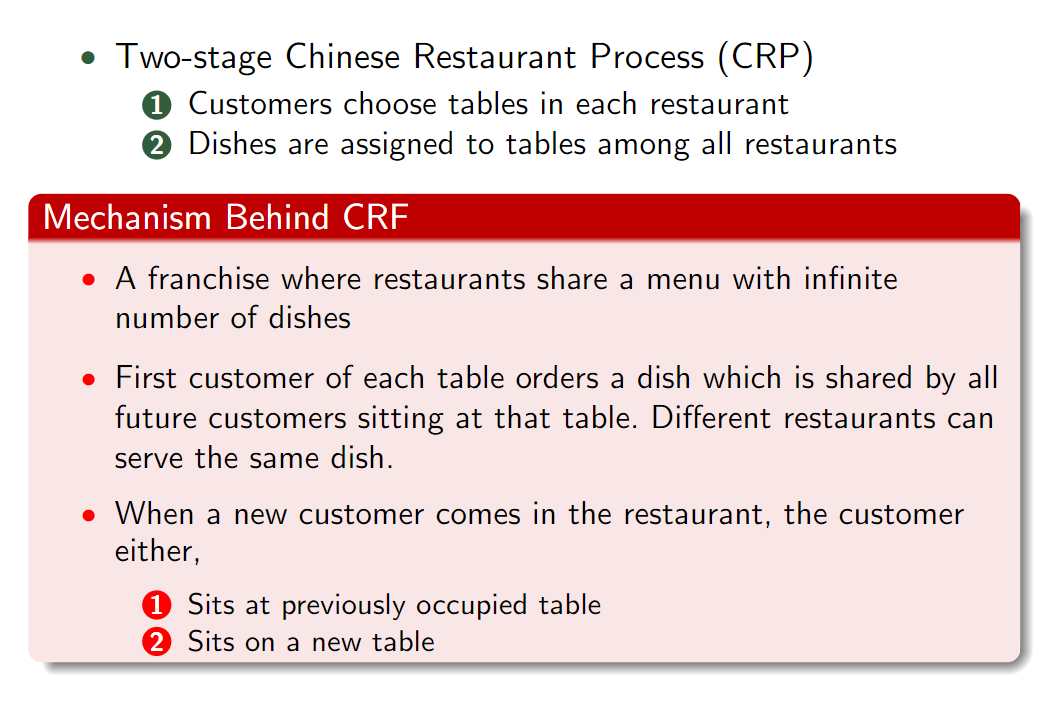 • Two-stage Chinese Restaurant Process (CRP)
1 Customers choose tables in each restaurant
2 Dishes are assigned to tables among all restaurants
Mechanism Behind CRF
• A franchise where restaurants share a menu with infinite
number of dishes
• First customer of each table orders a dish which is shared by all
future customers sitting at that table. Different restaurants can
serve the same dish.
• When a new customer comes in the restaurant, the customer
either,
1 Sits at previously occupied table
2 Sits on a new table